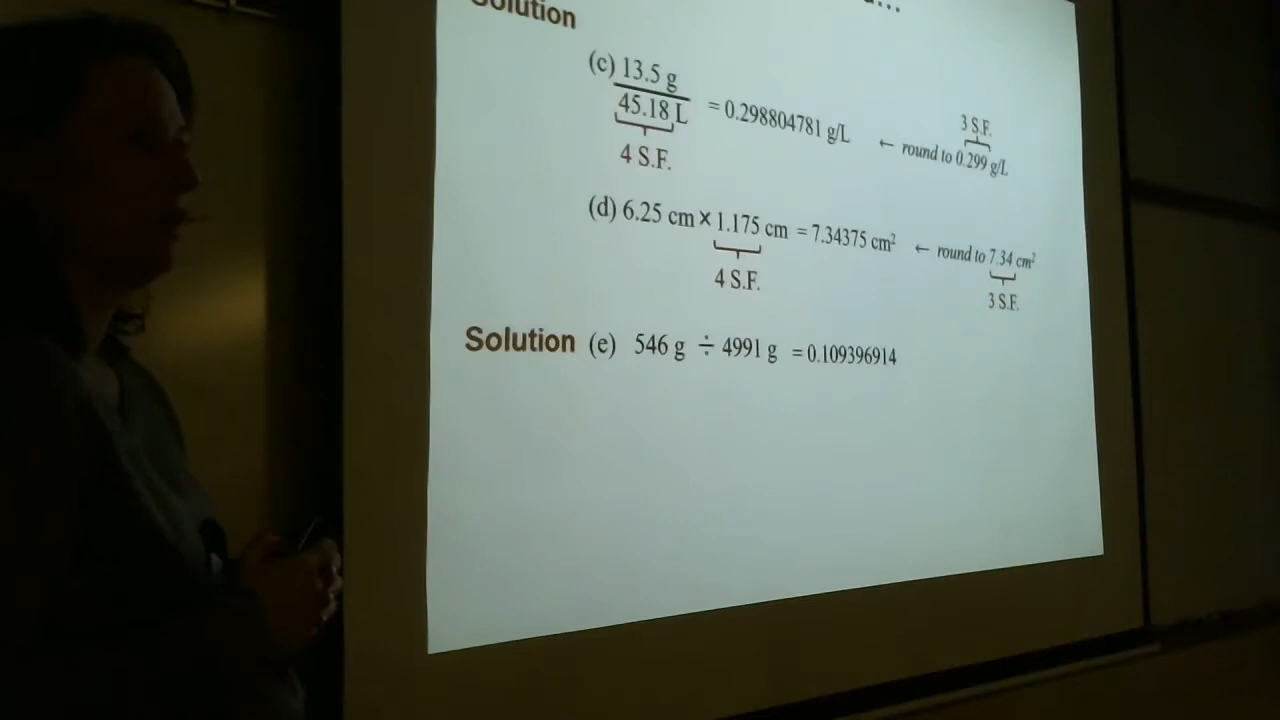 Solution
(c) 13.5 g
45.18 L
= 0.298804781 g/L ← round to 0.299 g/L
3 S.F.
4 S.F.
(d) 6.25 cm × 1.175 cm = 7.34375 cm² ← round to 7.34 cm²
4 S.F.
3 S.F.
Solution (e) 546 g ÷ 4991 g = 0.109396914